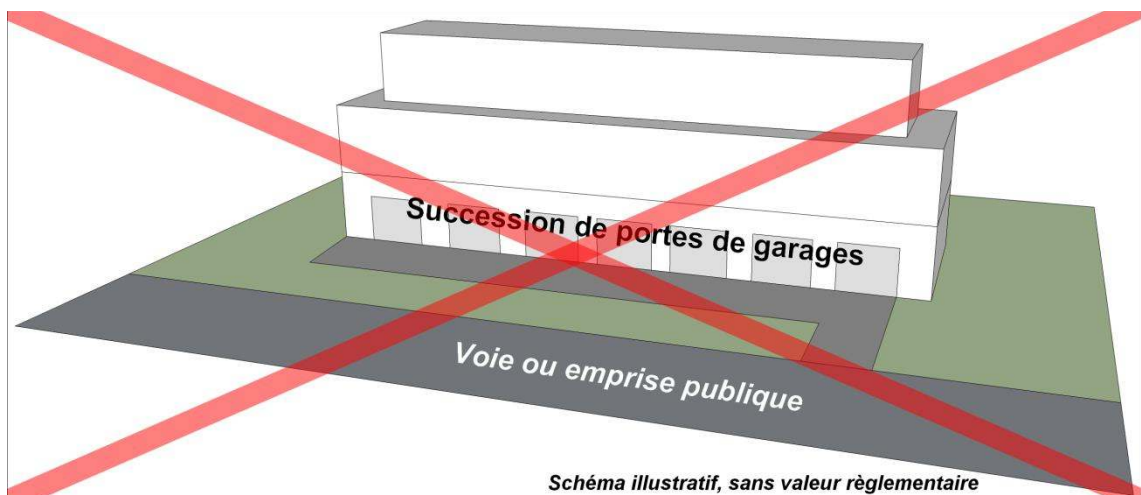 Succession de portes de garages
Voie ou emprise publique
Schéma illustratif, sans valeur règlementaire